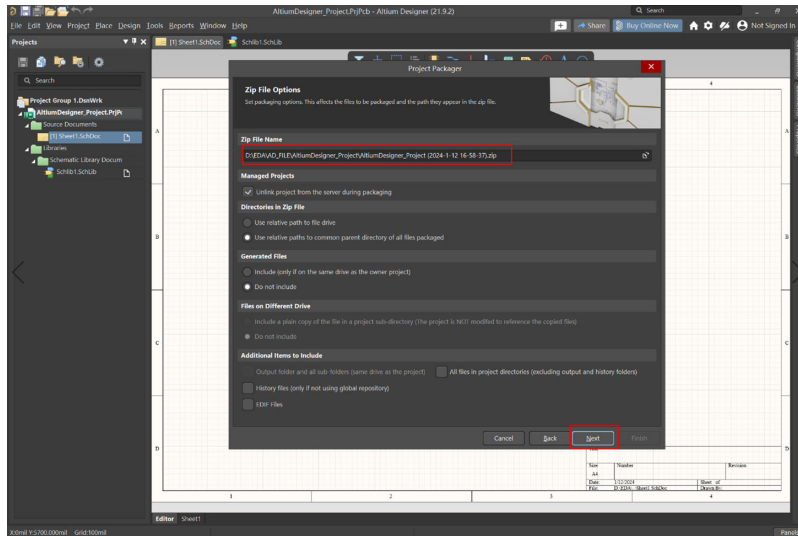 AltiumDesigner_Project.PrjPcb - Altium Designer (21.9.2)
Search
File Edit View Project Place Design Tools Reports Window Help
Share
Buy Online Now
Not Signed In
Projects
[1] Sheet1.SchDoc
Schlib1.SchLib
Search
Project Group 1.DsnWrk
AltiumDesigner_Project.PrjPc
Source Documents
[1] Sheet1.SchDoc
Libraries
Schematic Library Docum
Schlib1.SchLib
Project Packager
Zip File Options
Set packaging options. This affects the files to be packaged and the path they appear in the zip file.
Zip File Name
D:\EDA\AD_FILE\AltiumDesigner_Project\AltiumDesigner_Project (2024-1-12 16-58-37).zip
Managed Projects
Unlink project from the server during packaging
Directories in Zip File
Use relative path to file drive
Use relative paths to common parent directory of all files packaged
Generated Files
Include (only if on the same drive as the owner project)
Do not include
Files on Different Drive
Include a plain copy of the file in a project sub-directory (The project is NOT modified to reference the copied files)
Do not include
Additional Items to Include
Output folder and all sub-folders (same drive as the project)
All files in project directories (excluding output and history folders)
History files (only if not using global repository)
EDIF Files
Cancel
Back
Next
Finish
4
A
A
B
B
C
C
D
D
Size
Number
Revision
A4
Date:
1/12/2024
Sheet of
File:
Drawn By:
1
2
3
4
Editor
Sheet1
X:0mil Y:5700.000mil Grid:100mil
Panels